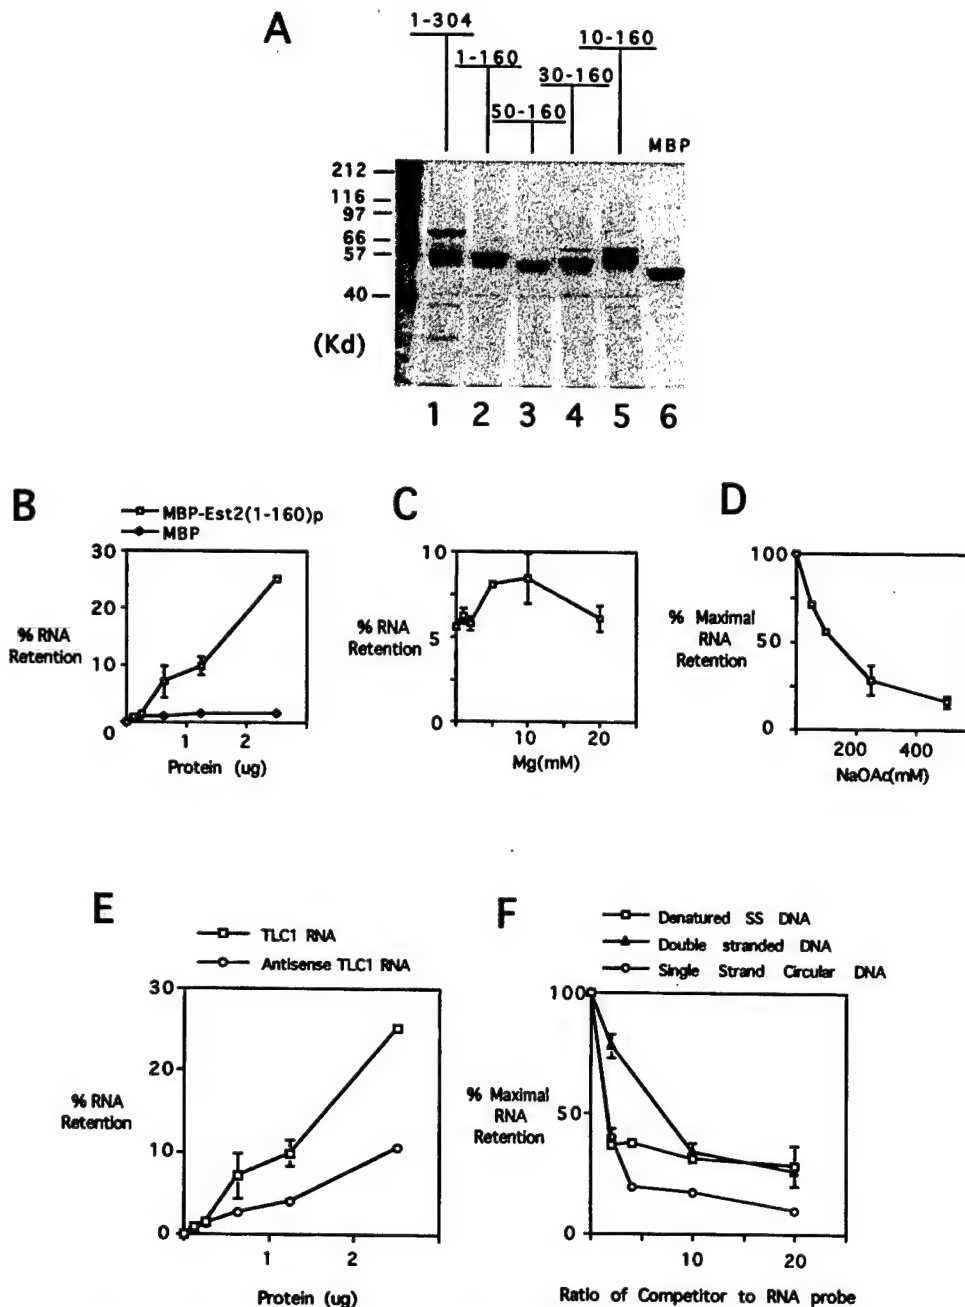 A
1-304
10-160
1-160
30-160
50-160
MBP
212
116
97
66
57
40
(Kd)
1 2 3 4 5 6
B
MBP-Est2(1-160)p
MBP
30
20
10
0
% RNA
Retention
1 2
Protein (ug)
C
10
5
0
% RNA
Retention
0 10 20
Mg(mM)
D
100
50
0
% Maximal
RNA
Retention
200 400
NaOAc(mM)
E
TLC1 RNA
Antisense TLC1 RNA
30
20
10
0
% RNA
Retention
1 2
Protein (ug)
F
Denatured SS DNA
Double stranded DNA
Single Strand Circular DNA
100
50
0
% Maximal
RNA
Retention
10 20
Ratio of Competitor to RNA probe